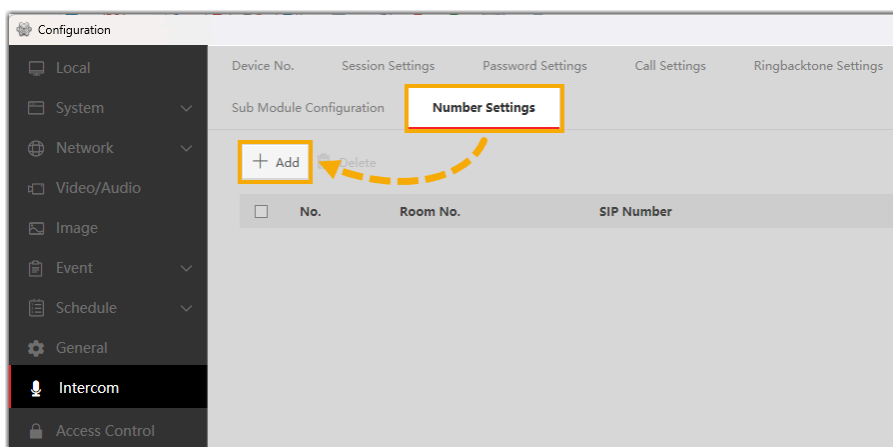 Configuration
Local
System
Network
Video/Audio
Image
Event
Schedule
General
Intercom
Access Control
Device No. Session Settings Password Settings Call Settings Ringbacktone Settings
Sub Module Configuration Number Settings
+ Add Delete
No. Room No. SIP Number